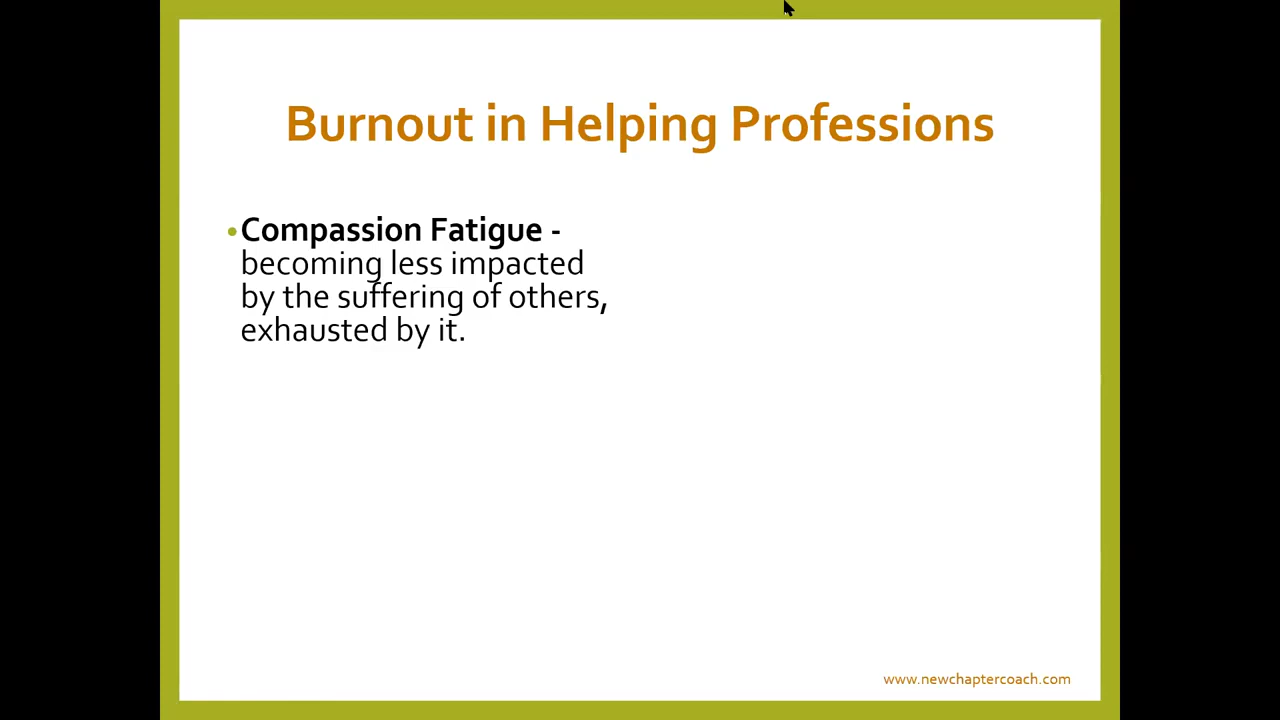 Burnout in Helping Professions
•Compassion Fatigue -
becoming less impacted
by the suffering of others,
exhausted by it.
www.newchaptercoach.com